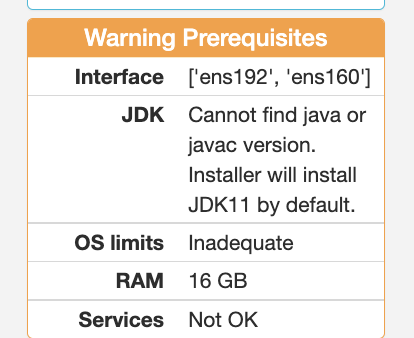 Warning Prerequisites
Interface ['ens192', 'ens160']
JDK Cannot find java or
javac version.
Installer will install
JDK11 by default.
OS limits Inadequate
RAM 16 GB
Services Not OK